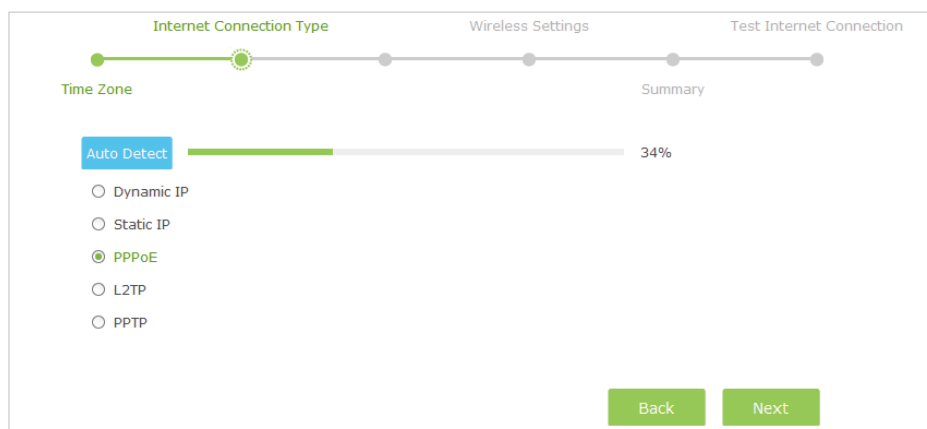 Internet Connection Type Wireless Settings Test Internet Connection
Time Zone Summary
Auto Detect 34%
Dynamic IP
Static IP
PPPoE
L2TP
PPTP
Back Next